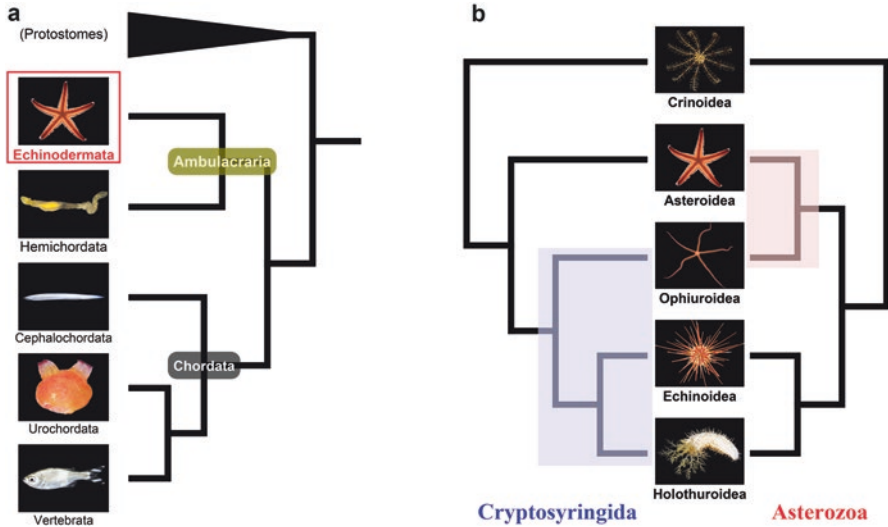 a
(Protostomes)
Echinodermata
Ambulacraria
Hemichordata
Cephalochordata
Chordata
Urochordata
Vertebrata
b
Crinoidea
Asteroidea
Ophiuroidea
Echinoidea
Holothuroidea
Cryptosyringida
Asterozoa